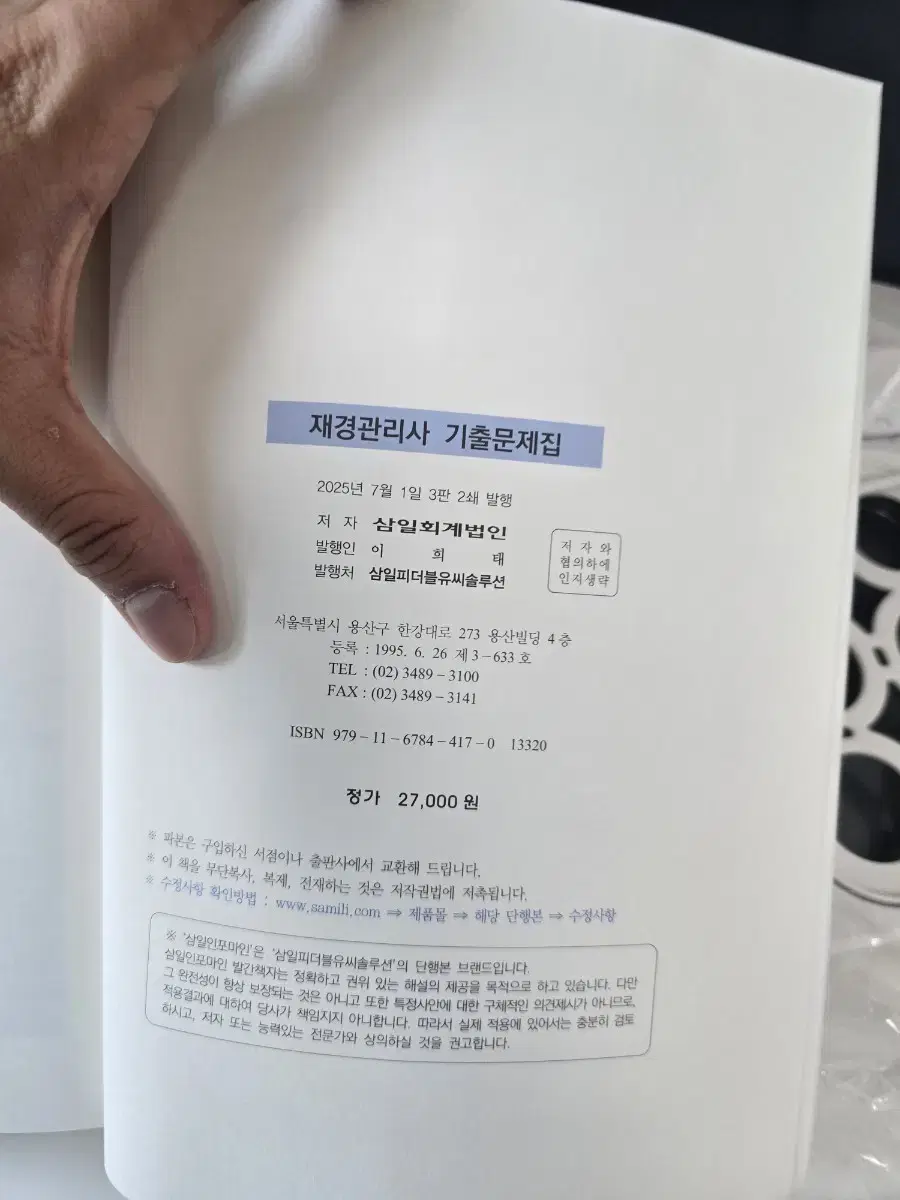 재경관리사 기출문제집
2025년 7월 1일 3판 2쇄 발행
저 자 삼일회계법인
발행인 이 희 태
발행처 삼일피더블유씨솔루션
저 자 와
협의하에
인지생략
서울특별시 용산구 한강대로 273 용산빌딩 4층
등록 : 1995. 6. 26 제3-633호
TEL : (02) 3489-3100
FAX : (02) 3489-3141
ISBN 979-11-6784-417-0 13320
정가 27,000원
※ 파본은 구입하신 서점이나 출판사에서 교환해 드립니다.
※ 이 책을 무단복사, 복제, 전재하는 것은 저작권법에 저촉됩니다.
※ 수정사항 확인방법 : www.samili.com ⇒ 제품몰 ⇒ 해당 단행본 ⇒ 수정사항
※ '삼일인포마인'은 '삼일피더블유씨솔루션'의 단행본 브랜드입니다.
삼일인포마인 발간책자는 정확하고 권위 있는 해설의 제공을 목적으로 하고 있습니다. 다만
그 완전성이 항상 보장되는 것은 아니고 또한 특정사안에 대한 구체적인 의견제시가 아니므로,
적용결과에 대하여 당사가 책임지지 아니합니다. 따라서 실제 적용에 있어서는 충분히 검토
하시고, 저자 또는 능력있는 전문가와 상의하실 것을 권고합니다.